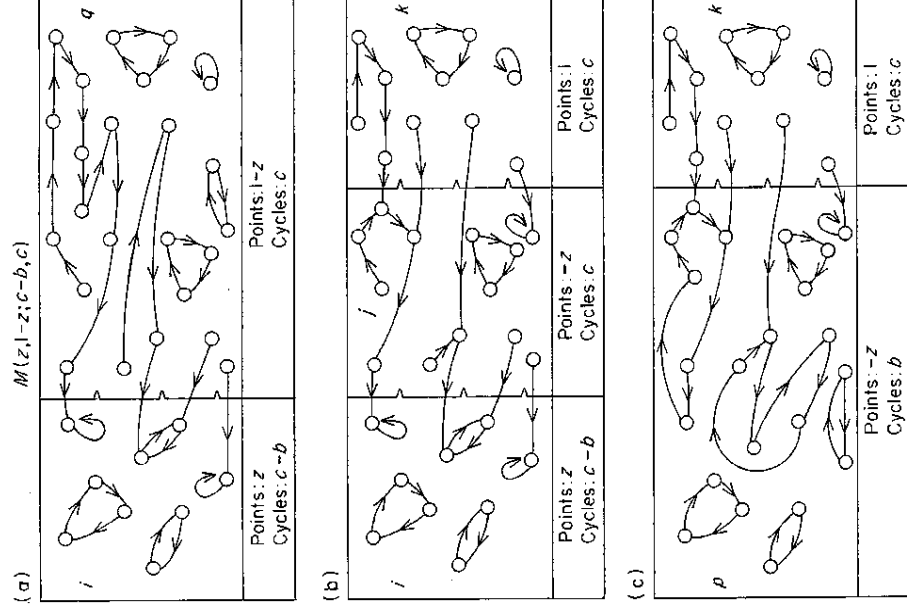 (a)
M(z,1−z;c−b,c)
i
q
Points: z
Cycles: c−b
Points: 1−z
Cycles: c
(b)
i
j
k
Points: z
Cycles: c−b
Points: −z
Cycles: c
Points: 1
Cycles: c
(c)
p
k
Points: −z
Cycles: b
Points: 1
Cycles: c